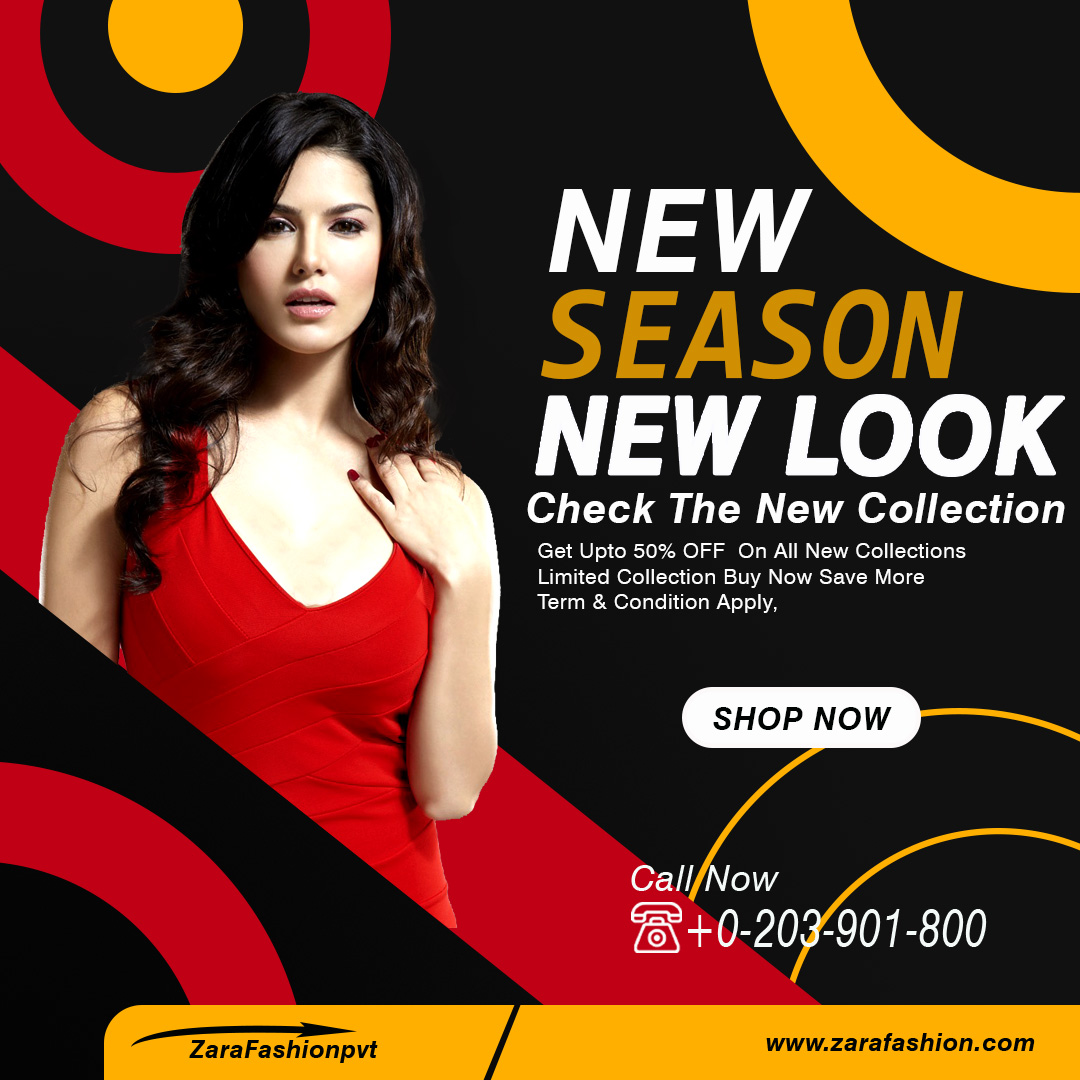 NEW
SEASON
NEW LOOK
Check The New Collection
Get Upto 50% OFF  On All New Collections
Limited Collection Buy Now Save More
Term & Condition Apply,
SHOP NOW
Call Now
+0-203-901-800
ZaraFashionpvt
www.zarafashion.com